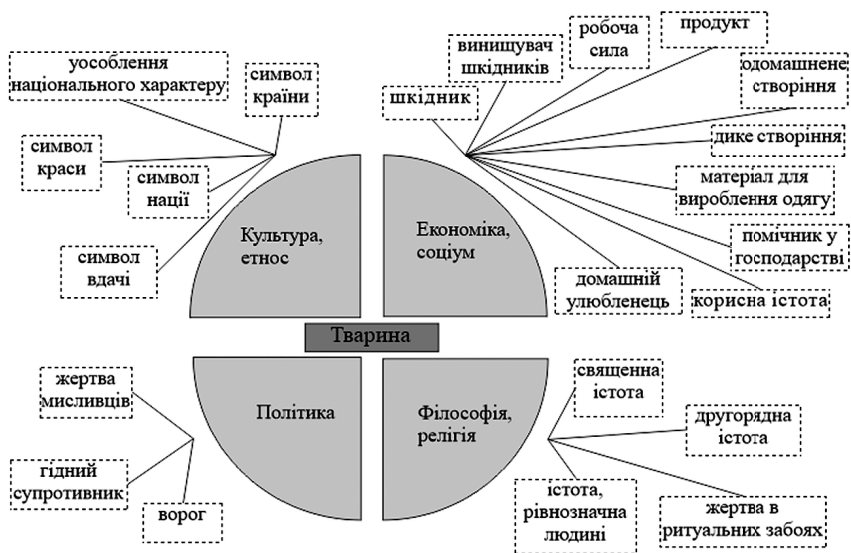 уособлення
національного характеру
символ
країни
символ
краси
символ
нації
символ
вдачі
шкідник
винищувач
шкідників
робоча
сила
продукт
одомашнене
створіння
дике створіння
матеріал для
вироблення одягу
помічник у
господарстві
корисна істота
домашній
улюбленець
Культура,
етнос
Економіка,
соціум
Тварина
Політика
Філософія,
релігія
жертва
мисливців
гідний
супротивник
ворог
священна
істота
другорядна
істота
істота,
рівнозначна
людині
жертва в
ритуальних забоях